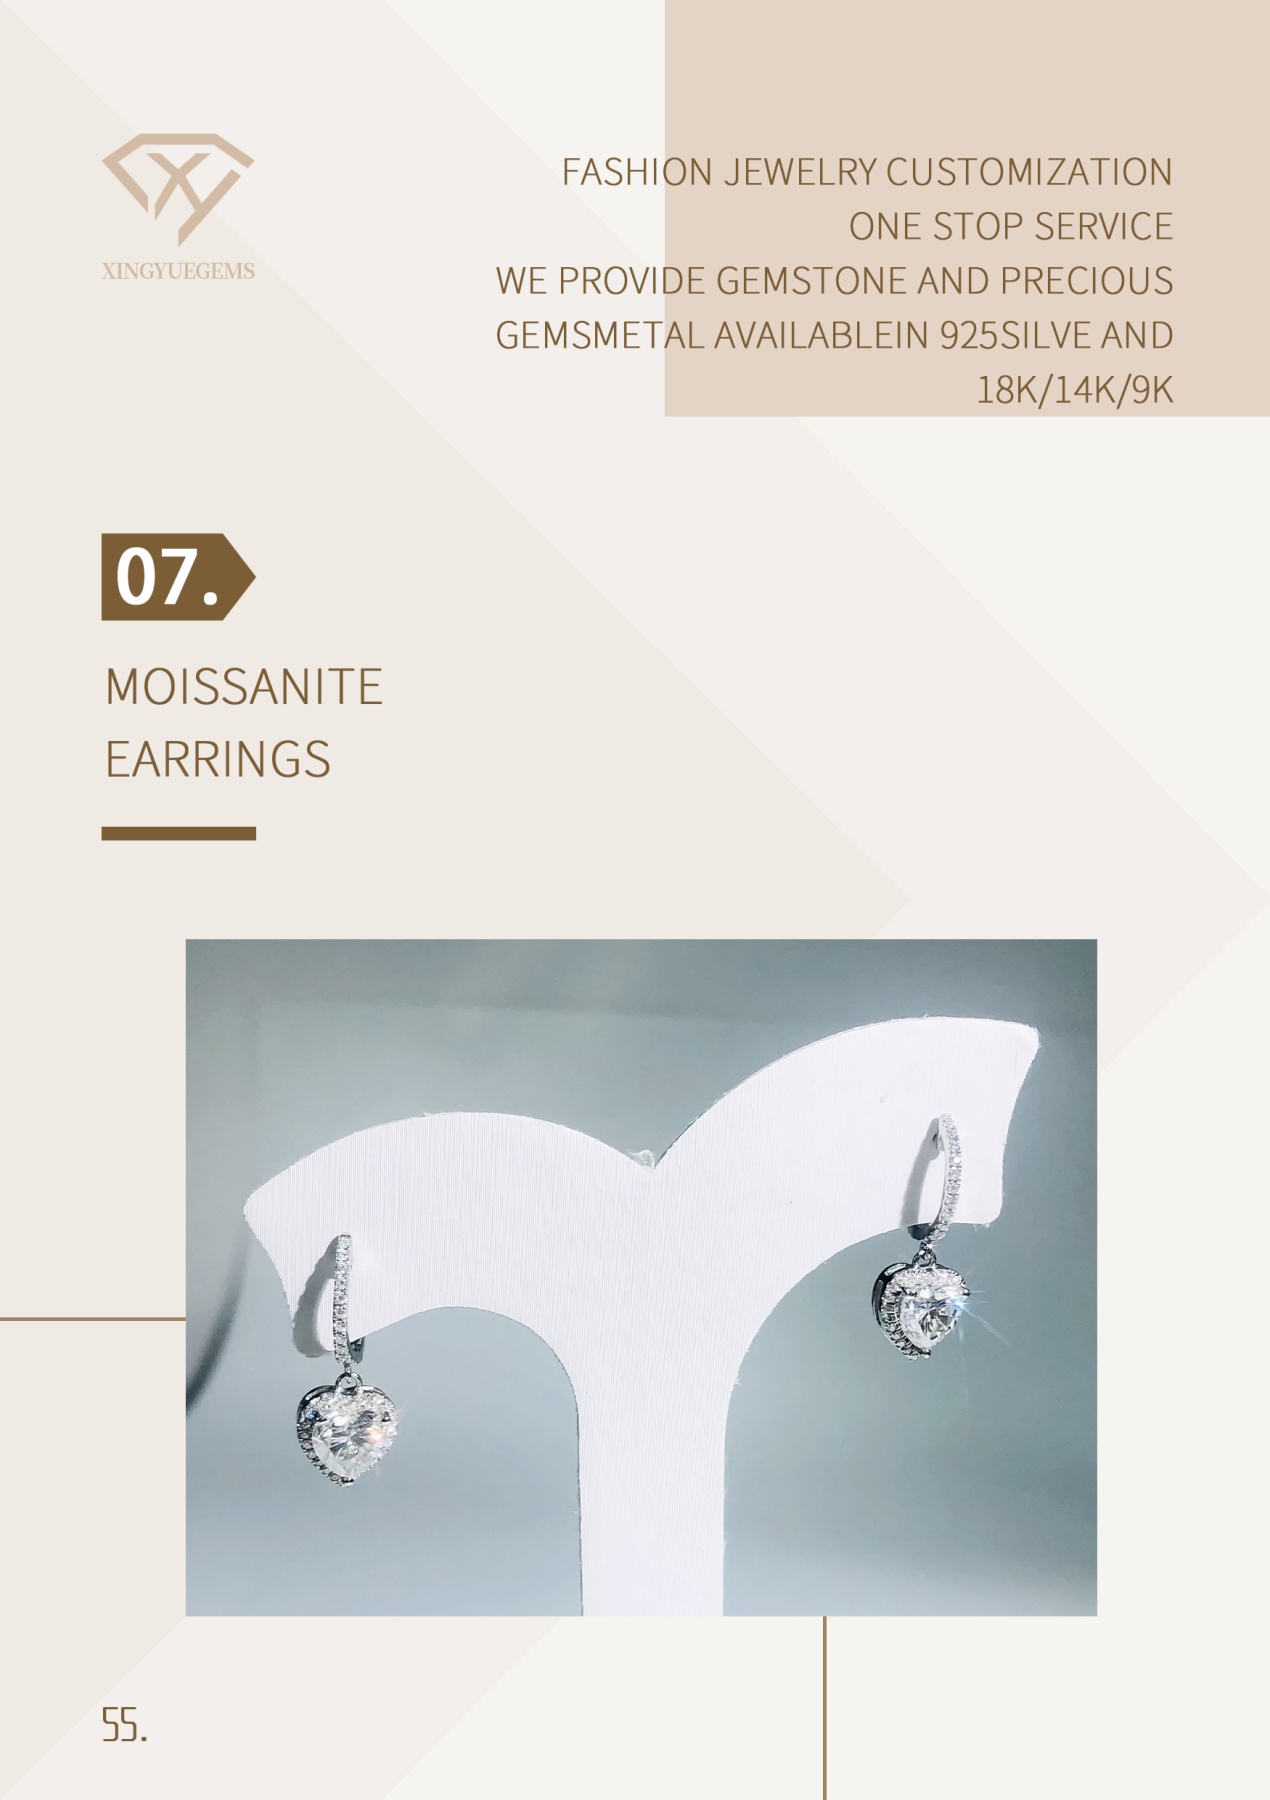 XINGYUEGEMS
FASHION JEWELRY CUSTOMIZATION
ONE STOP SERVICE
WE PROVIDE GEMSTONE AND PRECIOUS
GEMSMETAL AVAILABLEIN 925SILVE AND
18K/14K/9K
07.
MOISSANITE
EARRINGS
55.